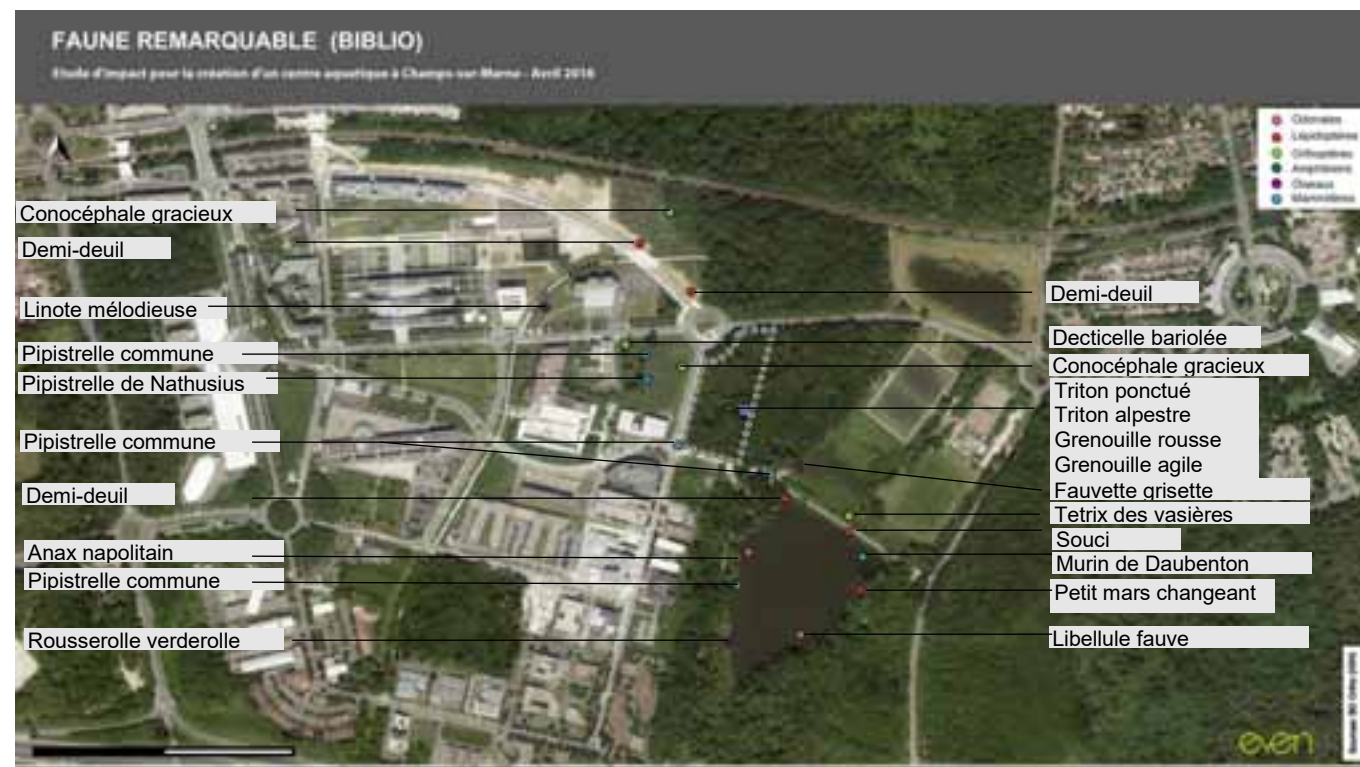 FAUNE REMARQUABLE (BIBLIO)
Etude d'impact pour la création d'un centre aquatique à Champs-sur-Marne - Avril 2016
Odonates
Lépidoptères
Orthoptères
Amphibiens
Oiseaux
Mammifères
Conocéphale gracieux
Demi-deuil
Linote mélodieuse
Pipistrelle commune
Pipistrelle de Nathusius
Pipistrelle commune
Demi-deuil
Anax napolitain
Pipistrelle commune
Rousserolle verderolle
Demi-deuil
Decticelle bariolée
Conocéphale gracieux
Triton ponctué
Triton alpestre
Grenouille rousse
Grenouille agile
Fauvette grisette
Tetrix des vasières
Souci
Murin de Daubenton
Petit mars changeant
Libellule fauve
even